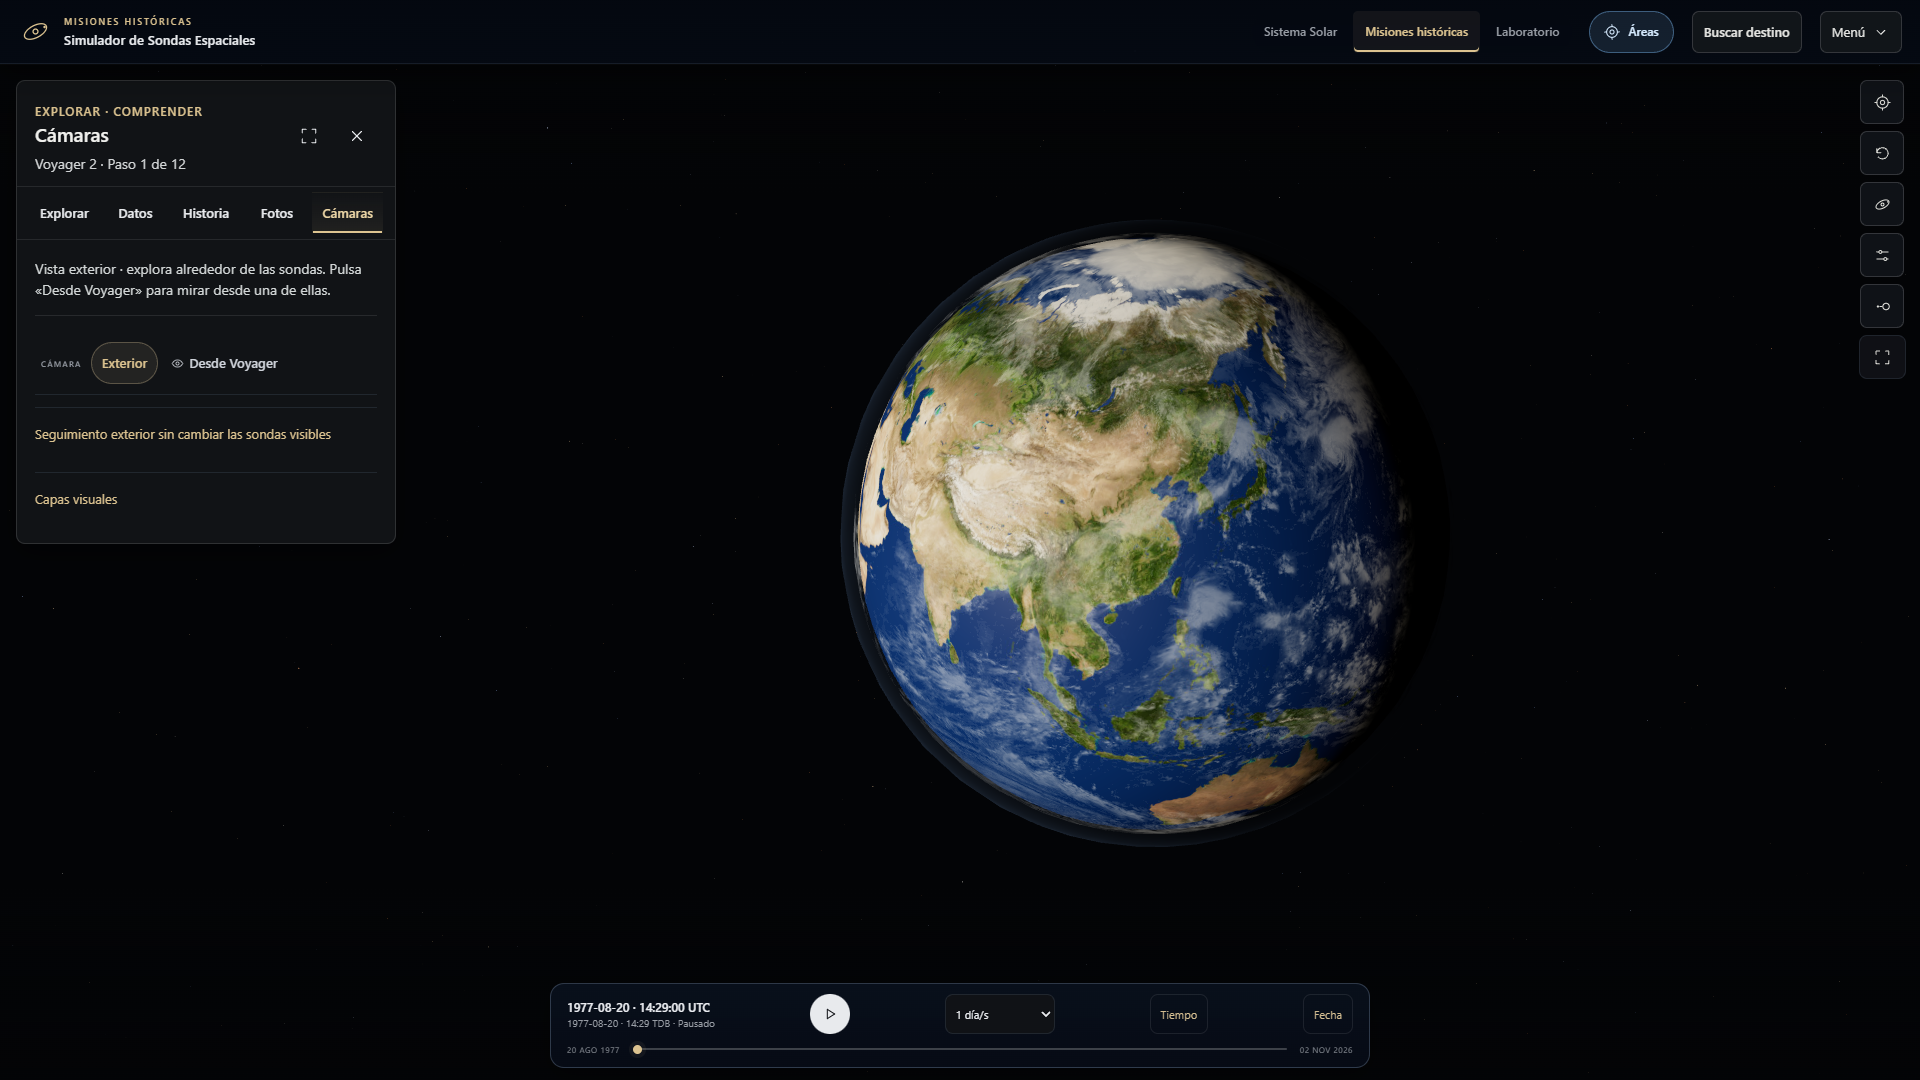 MISIONES HISTÓRICAS
Simulador de Sondas Espaciales
Sistema Solar
Misiones históricas
Laboratorio
Áreas
Buscar destino
Menú
EXPLORAR · COMPRENDER
Cámaras
Voyager 2 · Paso 1 de 12
Explorar
Datos
Historia
Fotos
Cámaras
Vista exterior · explora alrededor de las sondas. Pulsa
«Desde Voyager» para mirar desde una de ellas.
CÁMARA
Exterior
Desde Voyager
Seguimiento exterior sin cambiar las sondas visibles
Capas visuales
1977-08-20 · 14:29:00 UTC
1977-08-20 · 14:29 TDB · Pausado
1 día/s
Tiempo
Fecha
20 AGO 1977
02 NOV 2026